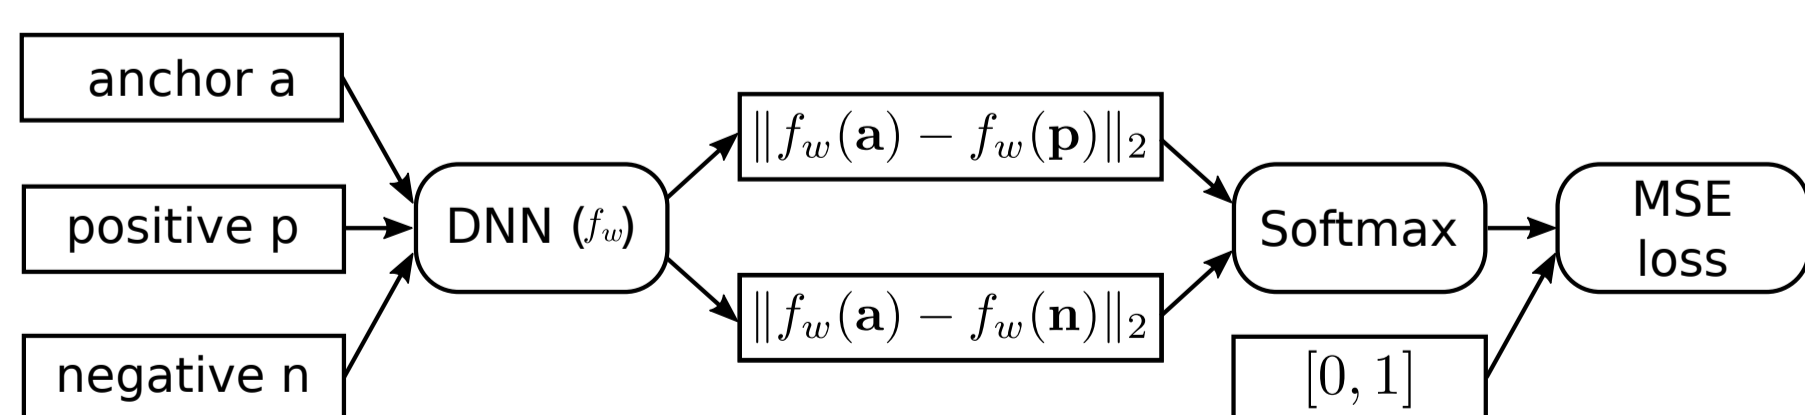 anchor a
positive p
negative n
DNN (f_w)
‖f_w(𝐚) − f_w(𝐩)‖₂
‖f_w(𝐚) − f_w(𝐧)‖₂
Softmax
[0, 1]
MSE
loss